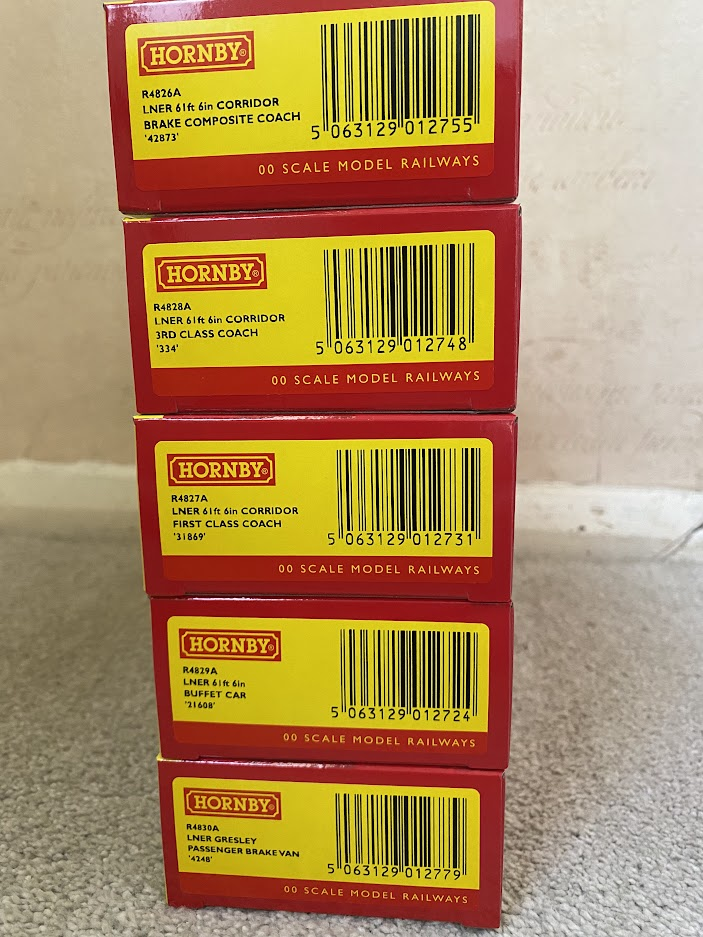 HORNBY®
R4826A
LNER 61ft 6in CORRIDOR
BRAKE COMPOSITE COACH
'42873'
5 063129 012755
00 SCALE MODEL RAILWAYS
HORNBY®
R4828A
LNER 61ft 6in CORRIDOR
3RD CLASS COACH
'334'
5 063129 012748
00 SCALE MODEL RAILWAYS
HORNBY®
R4827A
LNER 61ft 6in CORRIDOR
FIRST CLASS COACH
'31869'
5 063129 012731
00 SCALE MODEL RAILWAYS
HORNBY®
R4829A
LNER 61ft 6in
BUFFET CAR
'21608'
5 063129 012724
00 SCALE MODEL RAILWAYS
HORNBY®
R4830A
LNER GRESLEY
PASSENGER BRAKE VAN
'4248'
5 063129 012779
00 SCALE MODEL RAILWAYS